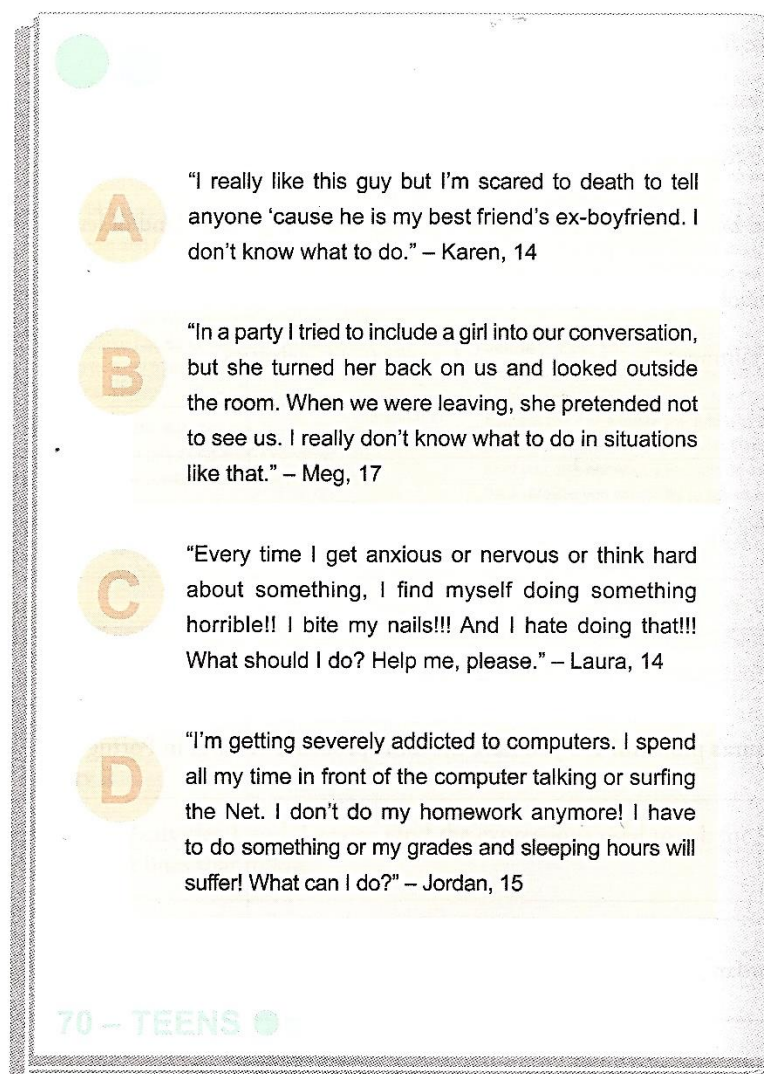 A
“I really like this guy but I’m scared to death to tell
anyone ‘cause he is my best friend’s ex-boyfriend. I
don’t know what to do.” – Karen, 14
B
“In a party I tried to include a girl into our conversation,
but she turned her back on us and looked outside
the room. When we were leaving, she pretended not
to see us. I really don’t know what to do in situations
like that.” – Meg, 17
C
“Every time I get anxious or nervous or think hard
about something, I find myself doing something
horrible!! I bite my nails!!! And I hate doing that!!!
What should I do? Help me, please.” – Laura, 14
D
“I’m getting severely addicted to computers. I spend
all my time in front of the computer talking or surfing
the Net. I don’t do my homework anymore! I have
to do something or my grades and sleeping hours will
suffer! What can I do?” – Jordan, 15
70 – TEENS